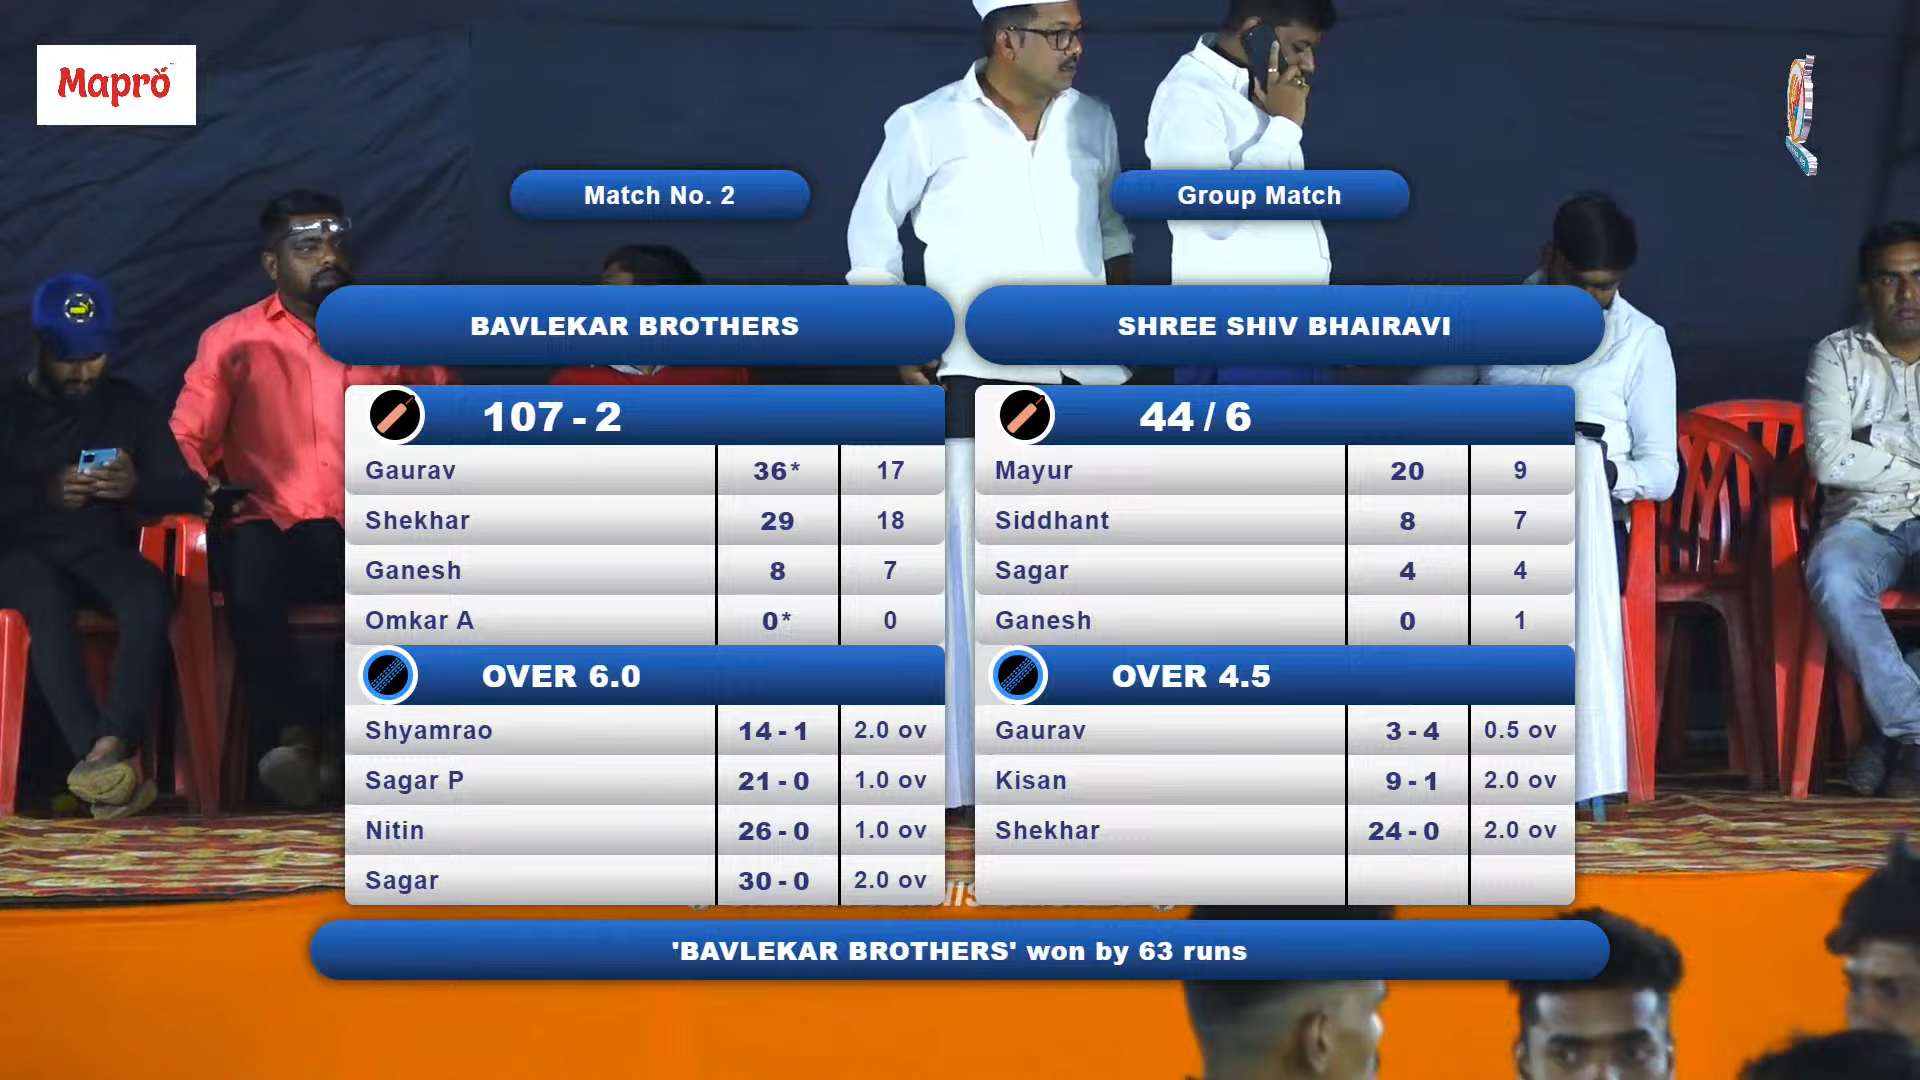 Mapro
Match No. 2
Group Match
BAVLEKAR BROTHERS
SHREE SHIV BHAIRAVI
107 - 2
Gaurav 36* 17
Shekhar 29 18
Ganesh 8 7
Omkar A 0* 0
OVER 6.0
Shyamrao 14 - 1 2.0 ov
Sagar P 21 - 0 1.0 ov
Nitin 26 - 0 1.0 ov
Sagar 30 - 0 2.0 ov
44 / 6
Mayur 20 9
Siddhant 8 7
Sagar 4 4
Ganesh 0 1
OVER 4.5
Gaurav 3 - 4 0.5 ov
Kisan 9 - 1 2.0 ov
Shekhar 24 - 0 2.0 ov
'BAVLEKAR BROTHERS' won by 63 runs